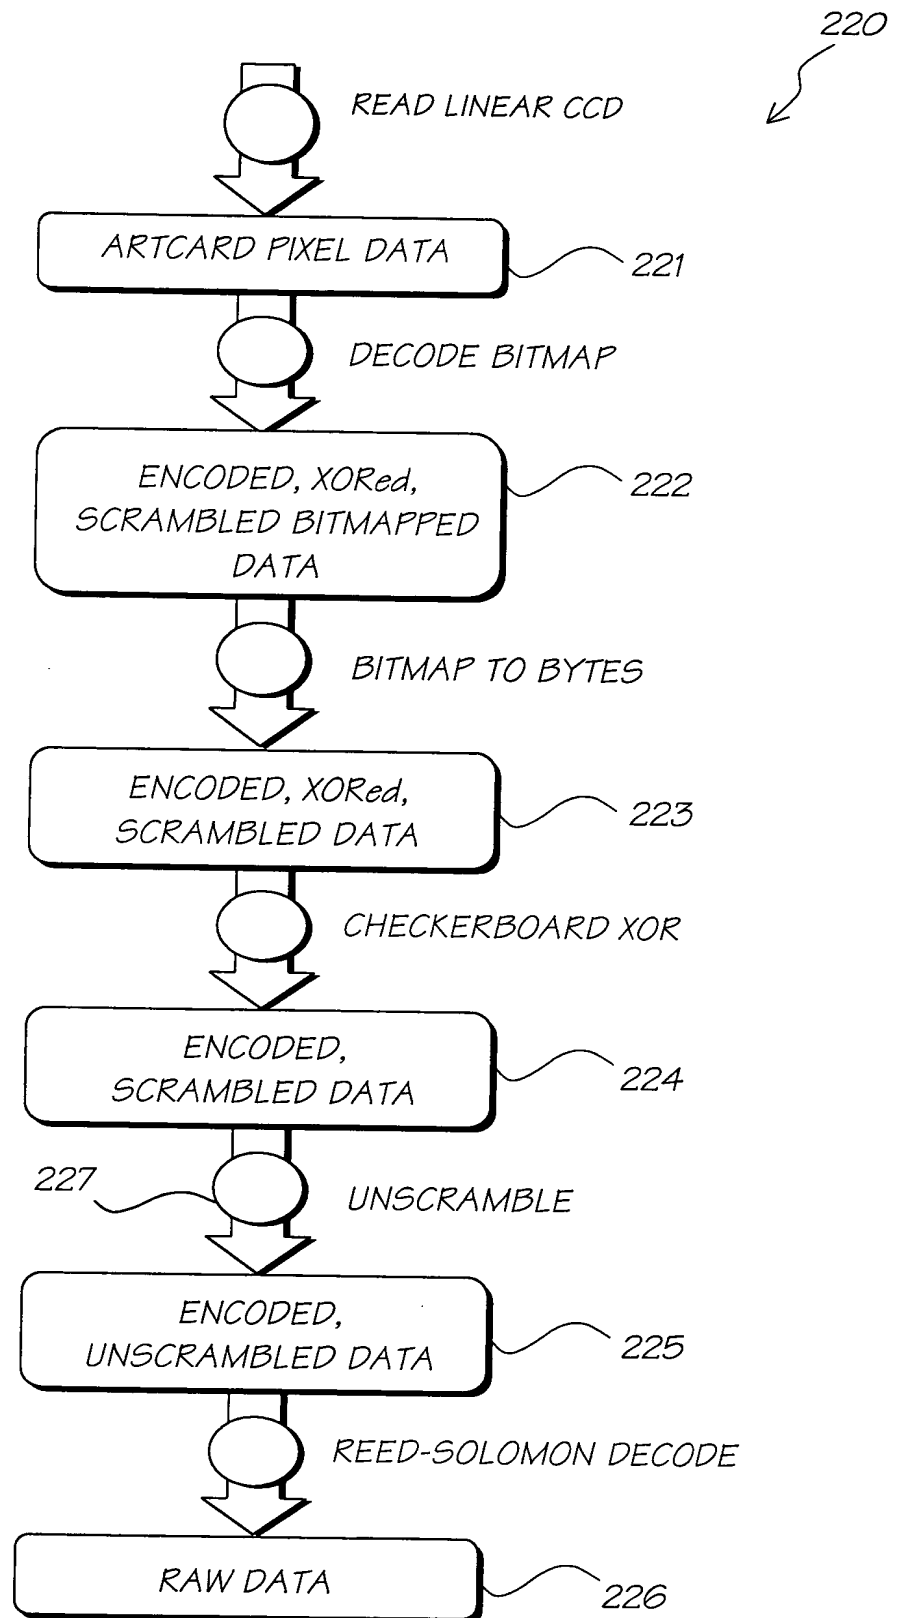 220
READ LINEAR CCD
ARTCARD PIXEL DATA
221
DECODE BITMAP
ENCODED, XORed,
SCRAMBLED BITMAPPED
DATA
222
BITMAP TO BYTES
ENCODED, XORed,
SCRAMBLED DATA
223
CHECKERBOARD XOR
ENCODED,
SCRAMBLED DATA
224
227
UNSCRAMBLE
ENCODED,
UNSCRAMBLED DATA
225
REED-SOLOMON DECODE
RAW DATA
226